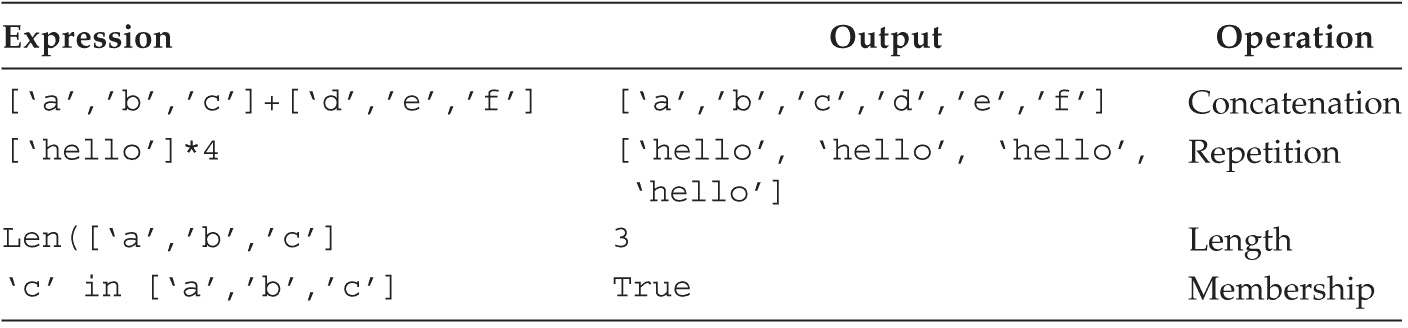 Expression Output Operation
[‘a’,’b’,’c’]+[‘d’,’e’,’f’] [‘a’,’b’,’c’,’d’,’e’,’f’] Concatenation
[‘hello’]*4 [‘hello’, ‘hello’, ‘hello’, Repetition
‘hello’]
Len([‘a’,’b’,’c’] 3 Length
‘c’ in [‘a’,’b’,’c’] True Membership